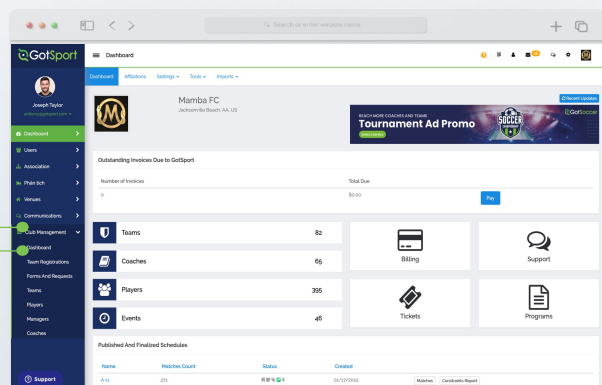 Search or enter website name
GotSport
Dashboard
Joseph Taylor
Dashboard
Users
Association
Phân tích
Venues
Communications
Club Management
Dashboard
Team Registrations
Forms And Requests
Teams
Players
Managers
Coaches
Support
Dashboard Affiliations Settings Tools Imports
Mamba FC
Jacksonville Beach, AA, US
Recent Updates
REACH MORE COACHES AND TEAMS
Tournament Ad Promo
SOCCER
GotSoccer
Outstanding Invoices Due to GotSport
Number of Invoices Total Due
0 $0.00 Pay
Teams 82
Coaches 65
Players 395
Events 46
Billing
Support
Tickets
Programs
Published And Finalized Schedules
Name Matches Count Status Created
271 01/17/2022 Matches Constraints Report